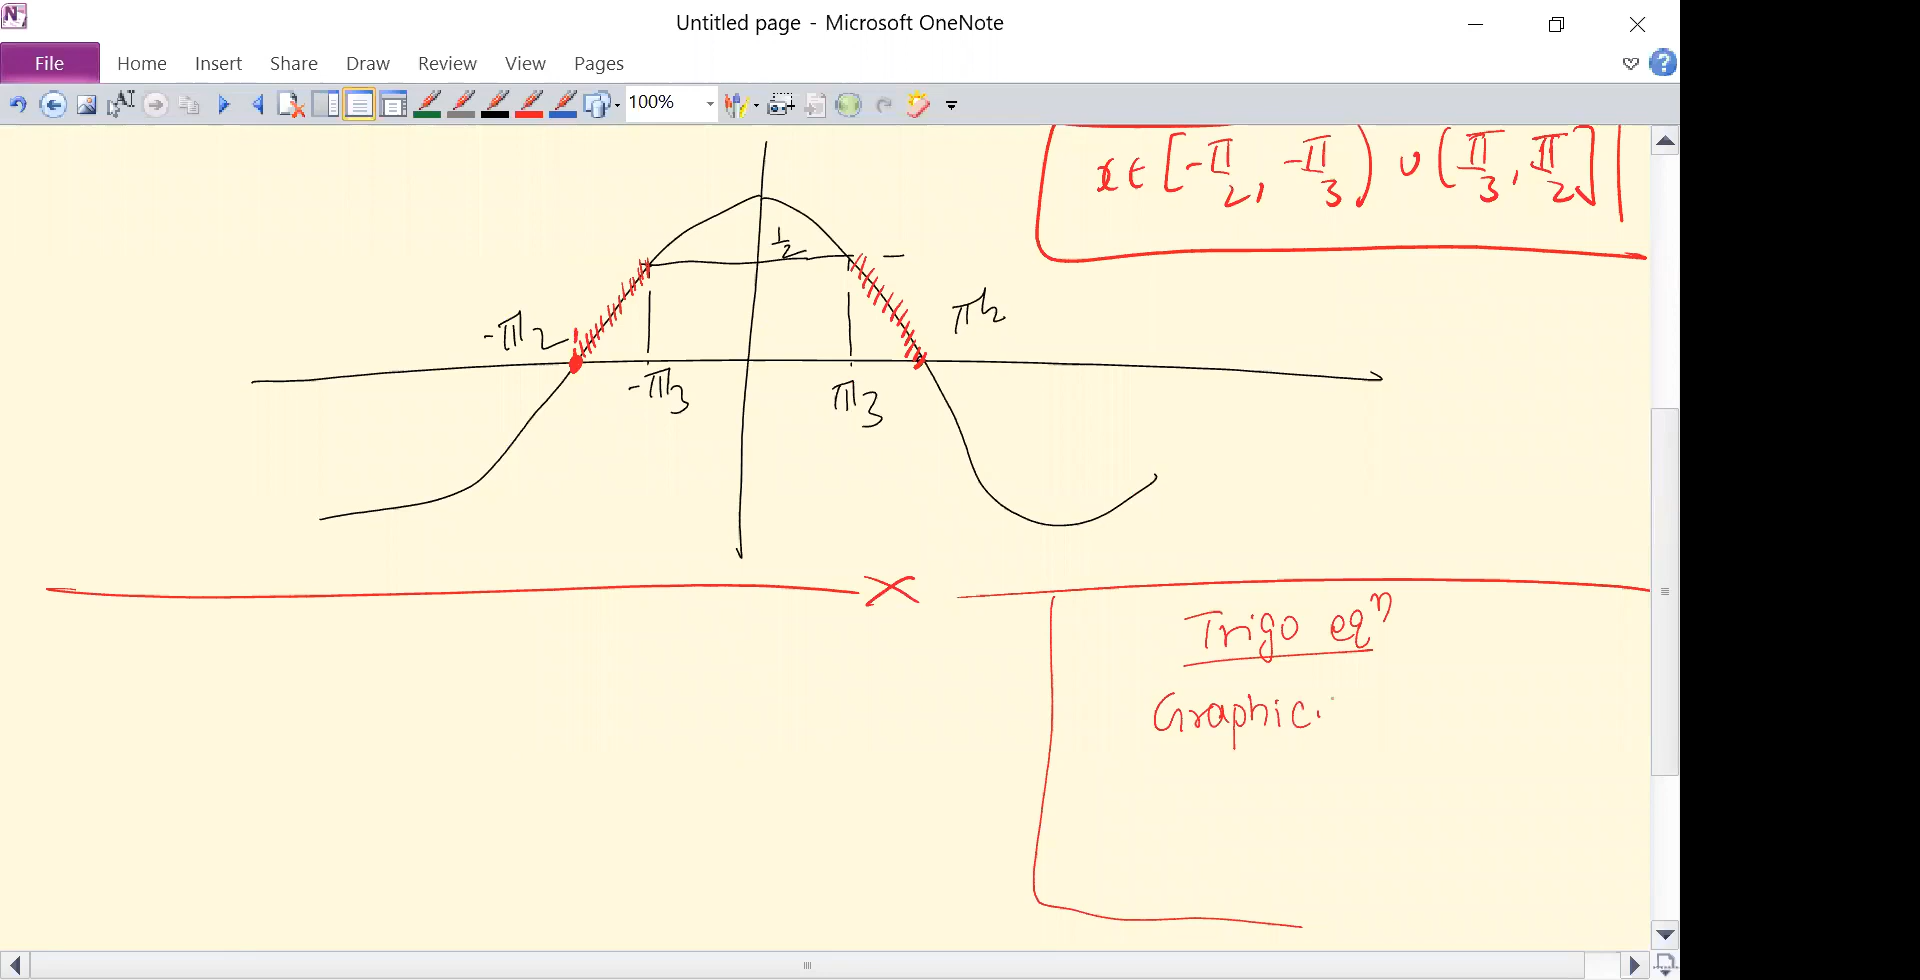 Untitled page - Microsoft OneNote
File Home Insert Share Draw Review View Pages
100%
x ∈ [-π/2, -π/3) ∪ (π/3, π/2]
1/2
-π/2
π/2
-π/3
π/3
Trigo eqⁿ
Graphic